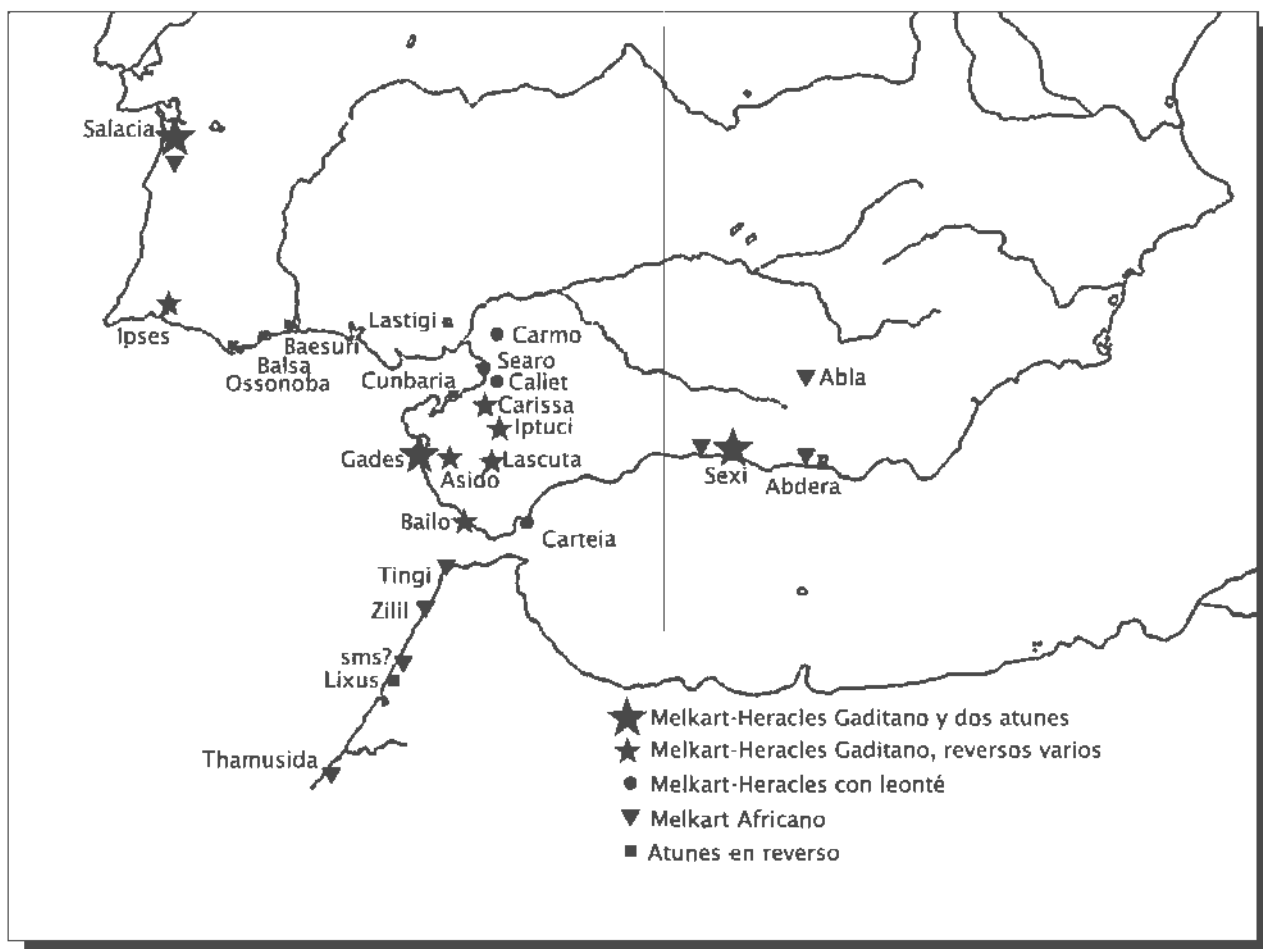 Salacia
Ipses
Lastigi
Carmo
Baesuri
Searo
Balsa
Cunbaria
Caliet
Ossonoba
Abla
Carissa
Iptuci
Gades
Lascuta
Asido
Sexi
Abdera
Bailo
Carteia
Tingi
Zilil
sms?
Lixus
Thamusida
Melkart-Heracles Gaditano y dos atunes
Melkart-Heracles Gaditano, reversos varios
Melkart-Heracles con leonté
Melkart Africano
Atunes en reverso